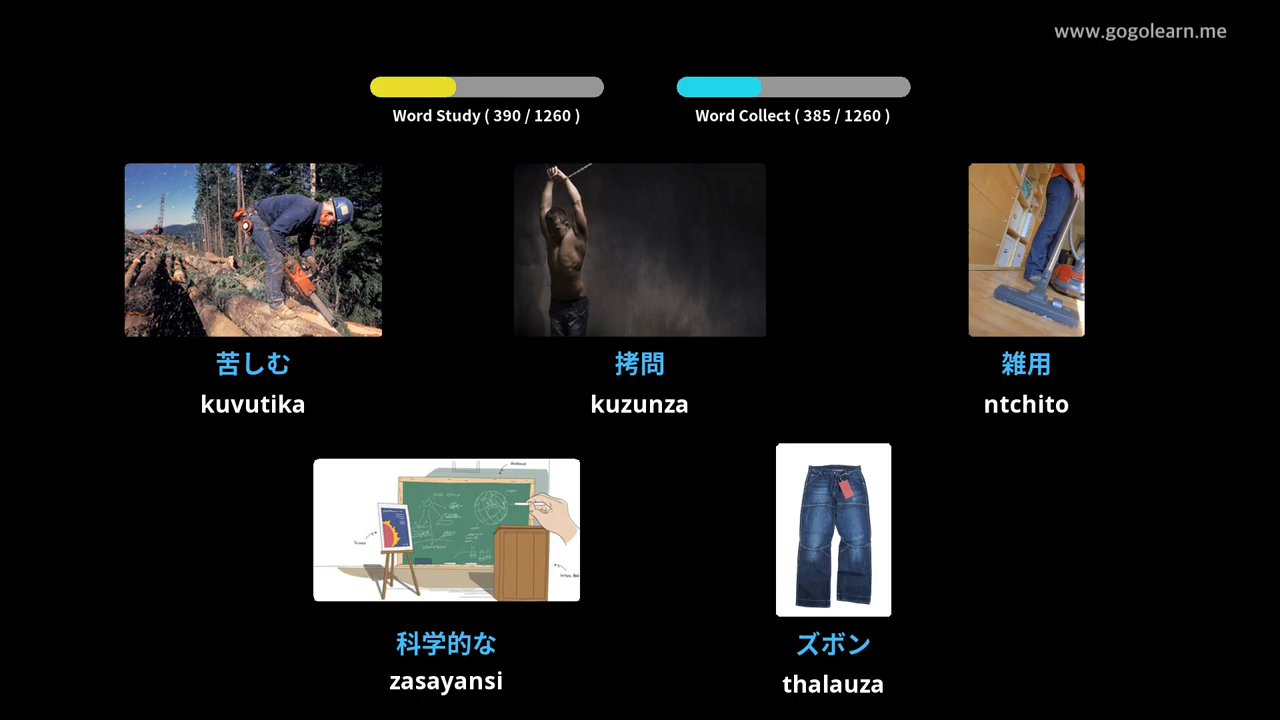 www.gogolearn.me
Word Study ( 390 / 1260 )
Word Collect ( 385 / 1260 )
苦しむ
kuvutika
拷問
kuzunza
雑用
ntchito
科学的な
zasayansi
ズボン
thalauza